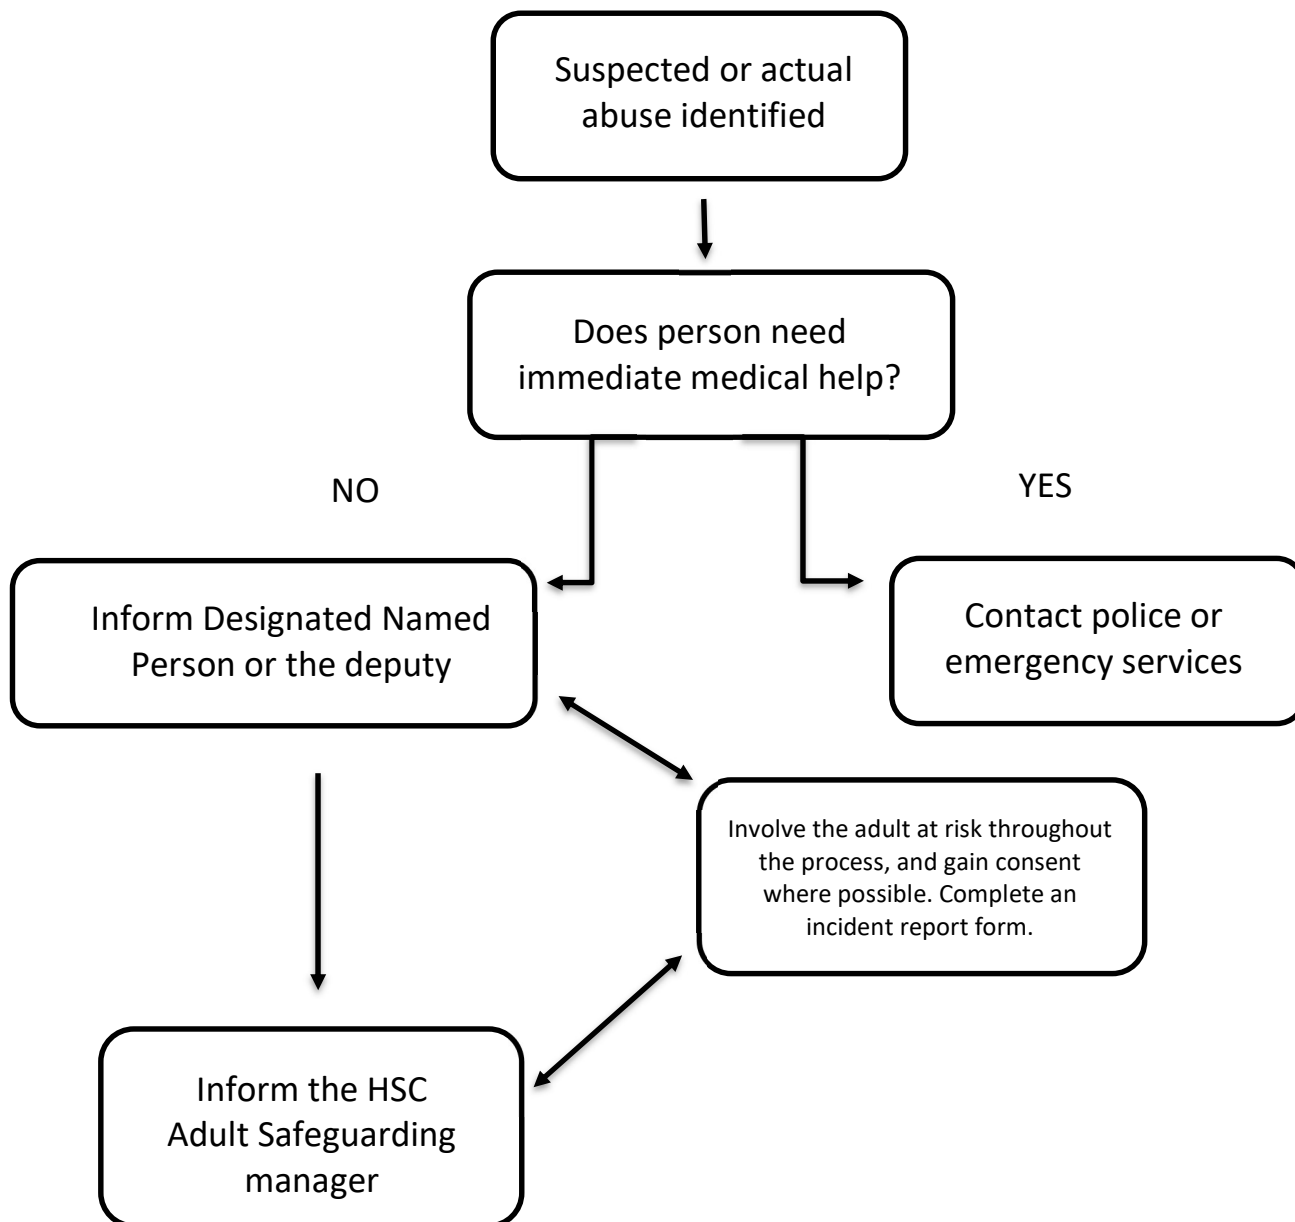 Suspected or actual
abuse identified
Does person need
immediate medical help?
NO
YES
Inform Designated Named
Person or the deputy
Contact police or
emergency services
Involve the adult at risk throughout
the process, and gain consent
where possible. Complete an
incident report form.
Inform the HSC
Adult Safeguarding
manager